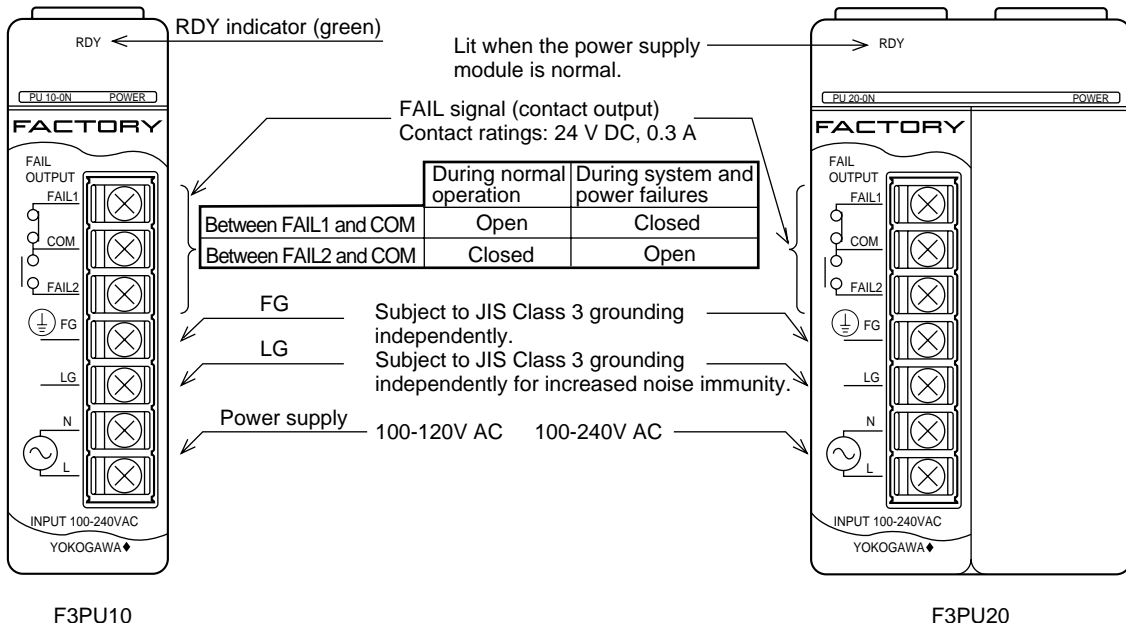 RDY
RDY indicator (green)
Lit when the power supply
module is normal.
RDY
PU 10-0N POWER
PU 20-0N POWER
FACTORY
FACTORY
FAIL signal (contact output)
Contact ratings: 24 V DC, 0.3 A
During normal
operation
During system and
power failures
Between FAIL1 and COM Open Closed
Between FAIL2 and COM Closed Open
FAIL
OUTPUT
FAIL1
COM
FAIL2
FG
LG
N
L
INPUT 100-240VAC
YOKOGAWA
FG
Subject to JIS Class 3 grounding
independently.
LG
Subject to JIS Class 3 grounding
independently for increased noise immunity.
Power supply
100-120V AC 100-240V AC
FAIL
OUTPUT
FAIL1
COM
FAIL2
FG
LG
N
L
INPUT 100-240VAC
YOKOGAWA
F3PU10
F3PU20